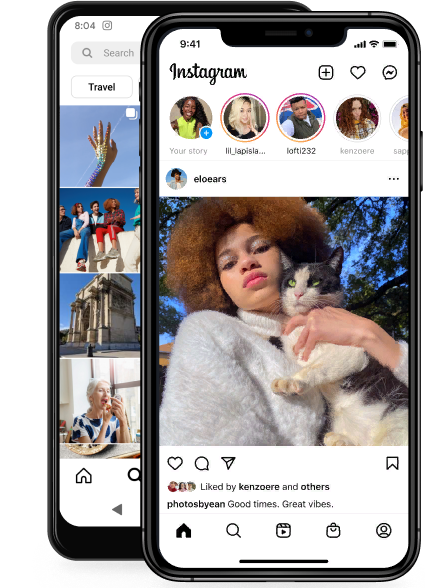 8:04
Search
Travel
9:41
Instagram
Your story
lil_lapisla...
lofti232
kenzoere
sapp
eloears
Liked by kenzoere and others
photosbyean Good times. Great vibes.